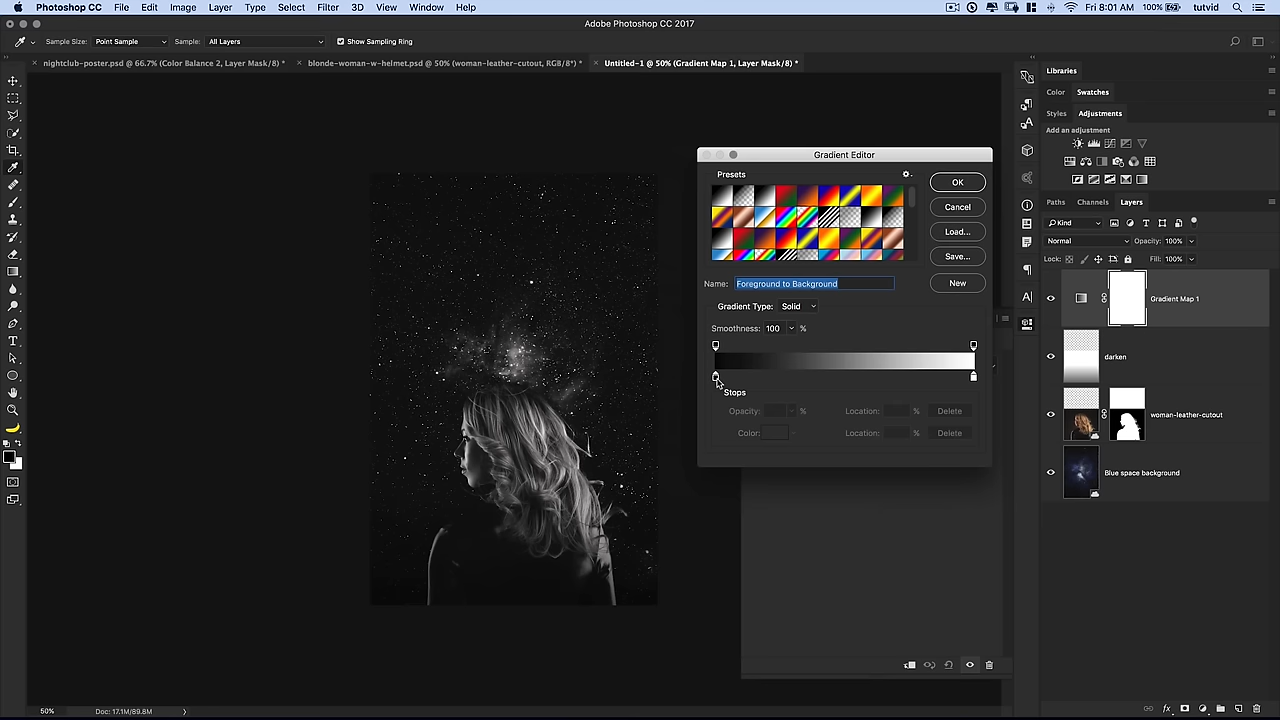 Photoshop CC File Edit Image Layer Type Select Filter 3D View Window Help 100% Fri 8:01 AM tutvid
Adobe Photoshop CC 2017
Sample Size: Point Sample Sample: All Layers Show Sampling Ring
nightclub-poster.psd @ 66.7% (Color Balance 2, Layer Mask/8) * blonde-woman-w-helmet.psd @ 50% (woman-leather-cutout, RGB/8*) * Untitled-1 @ 50% (Gradient Map 1, Layer Mask/8) *
Libraries
Color Swatches
Styles Adjustments
Add an adjustment
Paths Channels Layers
Kind
Normal Opacity: 100%
Lock: Fill: 100%
Gradient Map 1
darken
woman-leather-cutout
Blue space background
Gradient Editor
Presets
OK
Cancel
Load...
Save...
Name: Foreground to Background New
Gradient Type: Solid
Smoothness: 100 %
Stops
Opacity: % Location: % Delete
Color: Location: % Delete
50% Doc: 17.1M/89.8M